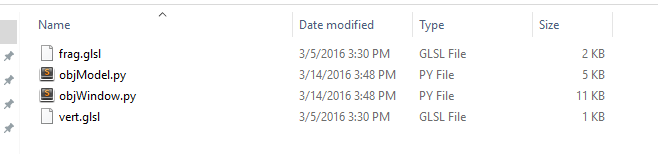 Name Date modified Type Size
frag.glsl 3/5/2016 3:30 PM GLSL File 2 KB
objModel.py 3/14/2016 3:48 PM PY File 5 KB
objWindow.py 3/14/2016 3:48 PM PY File 11 KB
vert.glsl 3/5/2016 3:30 PM GLSL File 1 KB